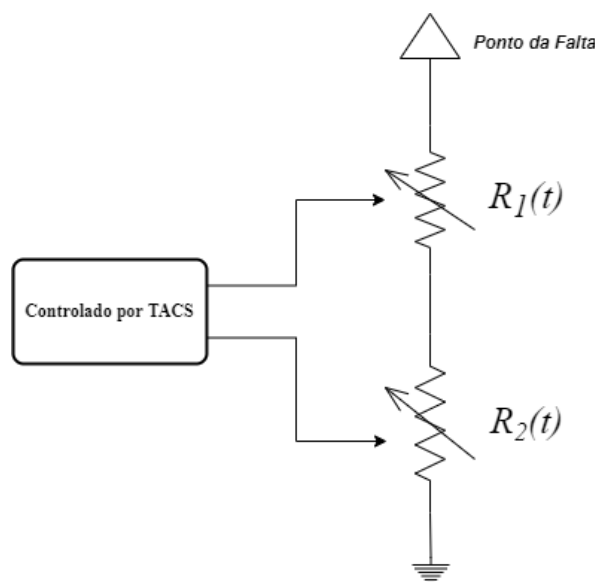 Ponto da Falta
R1(t)
Controlado por TACS
R2(t)